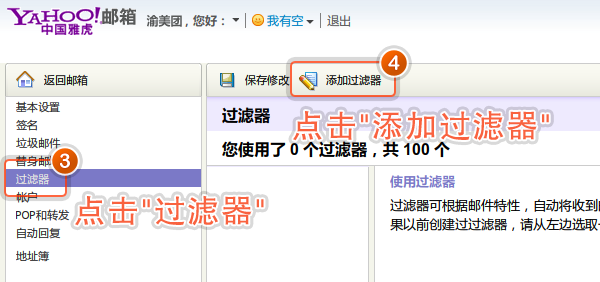 YAHOO! 邮箱
中国雅虎
渝美团，您好： 我有空 退出
返回邮箱
保存修改 添加过滤器
4
点击"添加过滤器"
基本设置
签名
垃圾邮件
替身邮
3
过滤器
帐户
POP和转发
自动回复
地址簿
点击"过滤器"
过滤器
您使用了 0 个过滤器，共 100 个
使用过滤器
过滤器可根据邮件特性，自动将收到
果以前创建过过滤器，请从左边选取